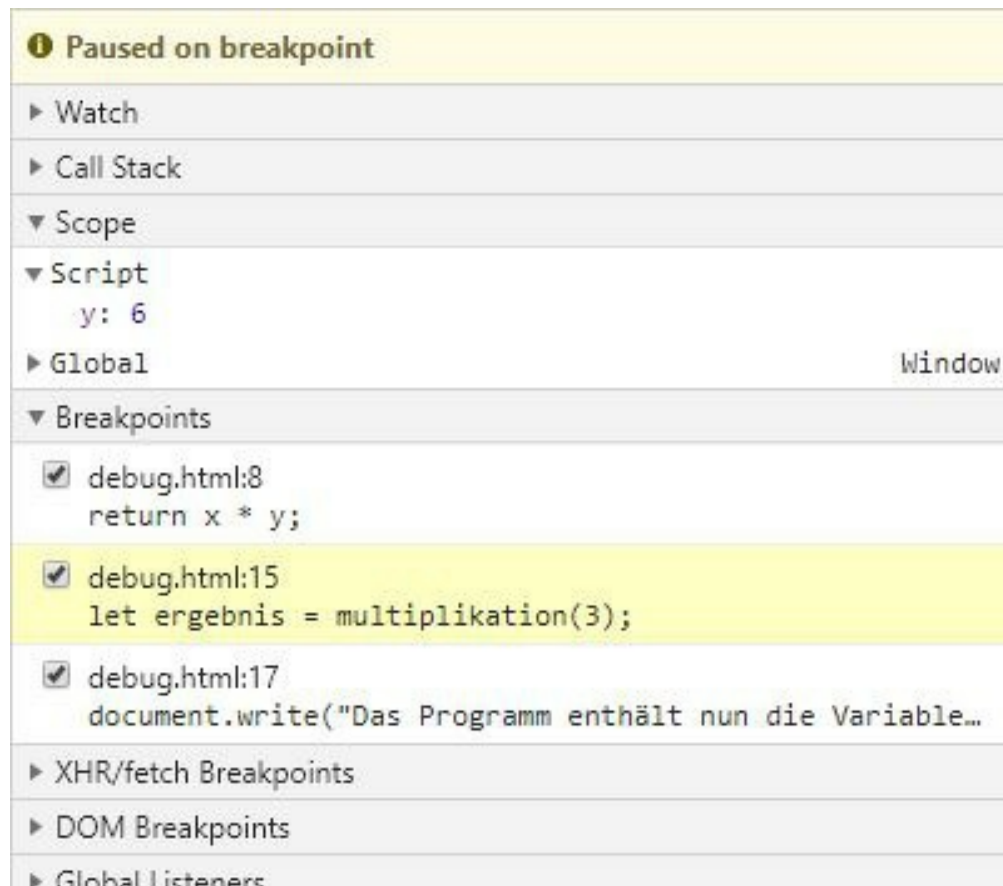 Paused on breakpoint
Watch
Call Stack
Scope
Script
y: 6
Global Window
Breakpoints
debug.html:8
return x * y;
debug.html:15
let ergebnis = multiplikation(3);
debug.html:17
document.write("Das Programm enthält nun die Variable…
XHR/fetch Breakpoints
DOM Breakpoints
Global Listeners